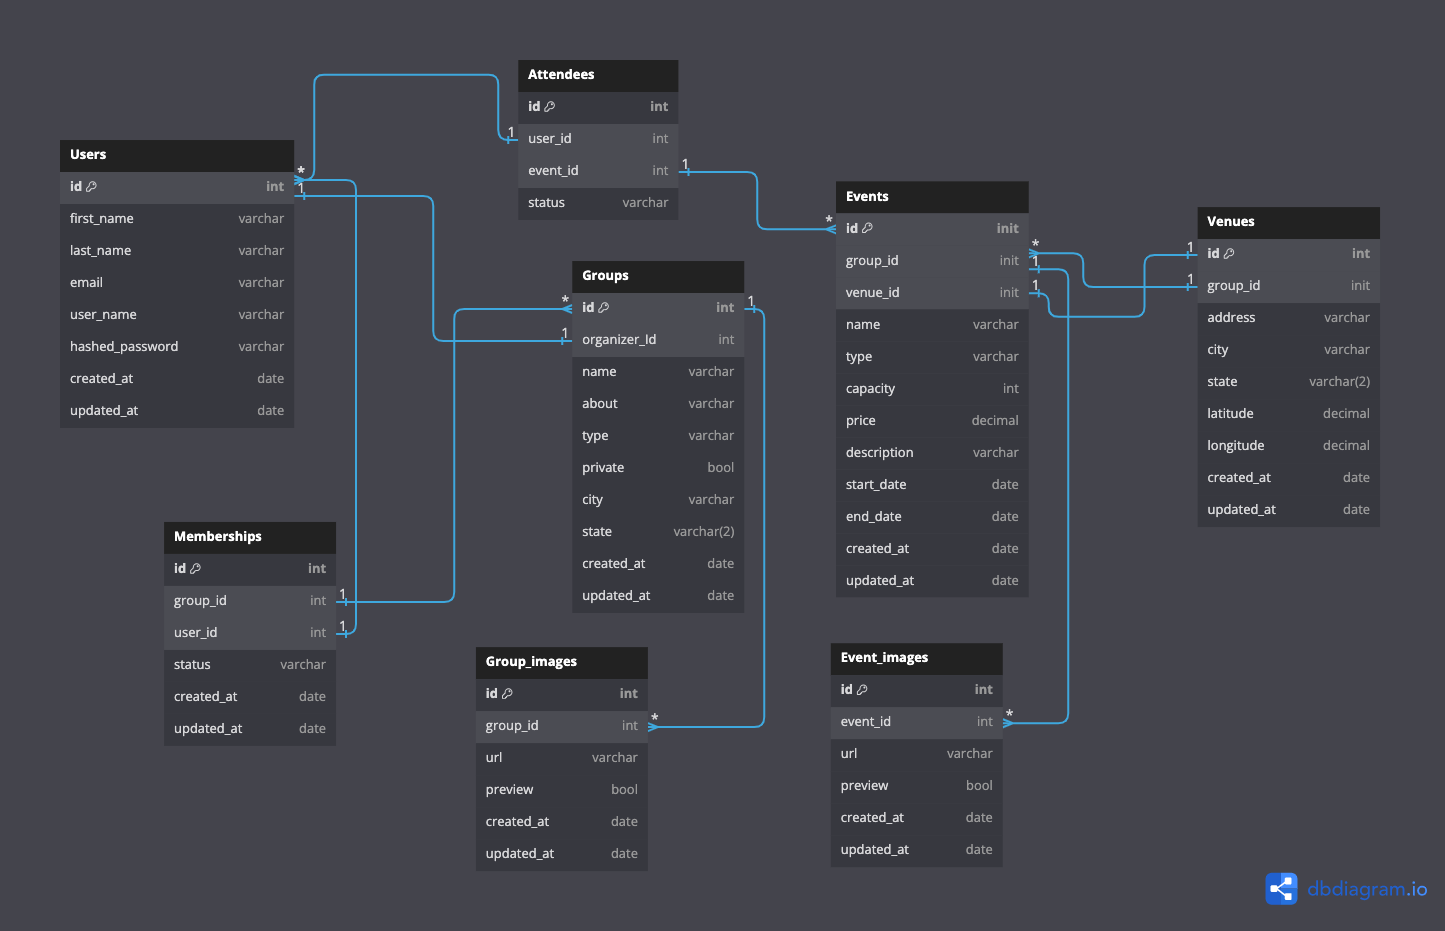 Users
id int
first_name varchar
last_name varchar
email varchar
user_name varchar
hashed_password varchar
created_at date
updated_at date
* 
1
Attendees
id int
user_id int
event_id int
status varchar
1
1
Groups
id int
organizer_Id int
name varchar
about varchar
type varchar
private bool
city varchar
state varchar(2)
created_at date
updated_at date
*
1
1
Events
id init
group_id init
venue_id init
name varchar
type varchar
capacity int
price decimal
description varchar
start_date date
end_date date
created_at date
updated_at date
*
*
1
1
Venues
id int
group_id init
address varchar
city varchar
state varchar(2)
latitude decimal
longitude decimal
created_at date
updated_at date
1
1
Memberships
id int
group_id int
user_id int
status varchar
created_at date
updated_at date
1
1
Group_images
id int
group_id int
url varchar
preview bool
created_at date
updated_at date
*
Event_images
id int
event_id int
url varchar
preview bool
created_at date
updated_at date
*
dbdiagram.io